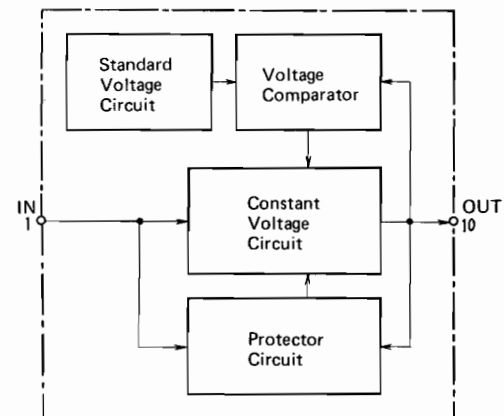 Standard
Voltage
Circuit
Voltage
Comparator
IN
1
Constant
Voltage
Circuit
OUT
10
Protector
Circuit